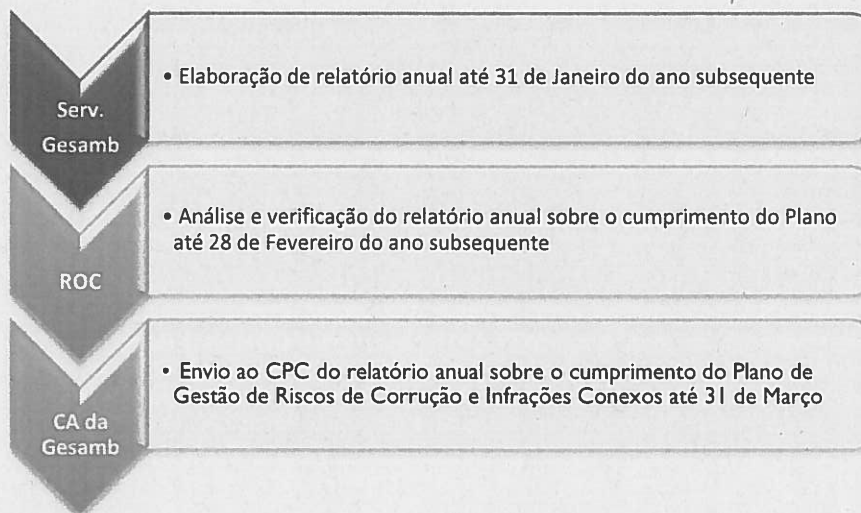 Serv.
Gesamb
• Elaboração de relatório anual até 31 de Janeiro do ano subsequente
ROC
• Análise e verificação do relatório anual sobre o cumprimento do Plano
até 28 de Fevereiro do ano subsequente
CA da
Gesamb
• Envio ao CPC do relatório anual sobre o cumprimento do Plano de
Gestão de Riscos de Corrução e Infrações Conexos até 31 de Março